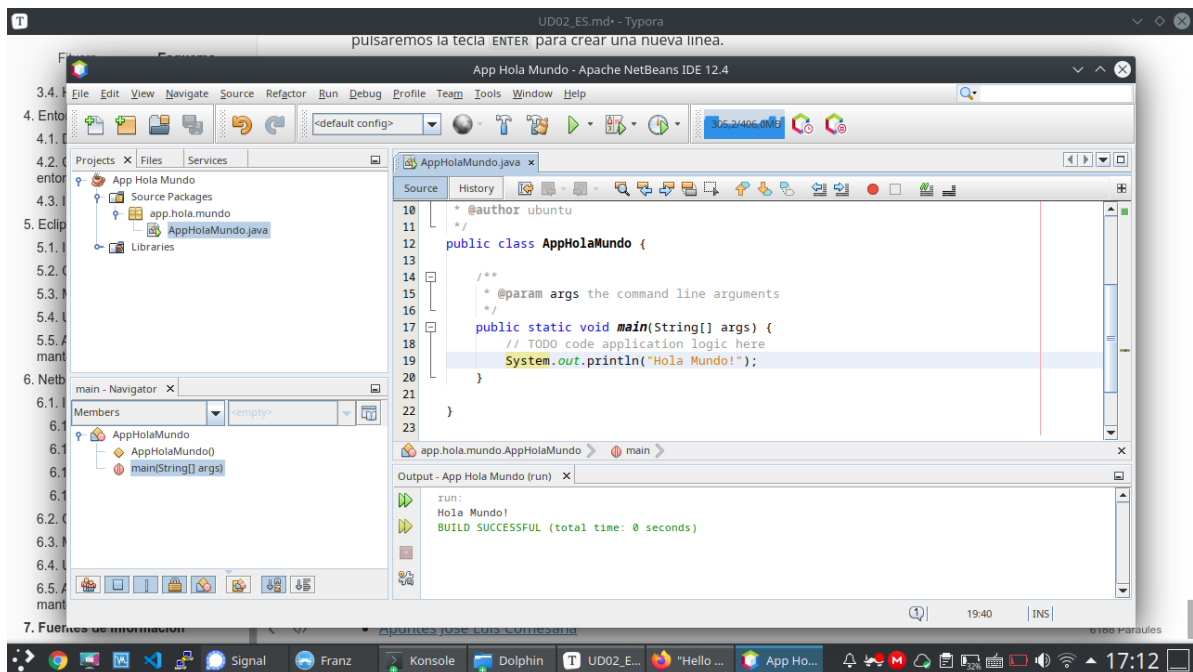 UD02_ES.md• - Typora
pulsaremos la tecla ENTER para crear una nueva línea.
App Hola Mundo - Apache NetBeans IDE 12.4
File Edit View Navigate Source Refactor Run Debug Profile Team Tools Window Help
<default config>
305,2/406,0MB
Projects Files Services
App Hola Mundo
Source Packages
app.hola.mundo
AppHolaMundo.java
Libraries
main - Navigator
Members <empty>
AppHolaMundo
AppHolaMundo()
main(String[] args)
AppHolaMundo.java
Source History
10 * @author ubuntu
11 */
12 public class AppHolaMundo {
13
14 /**
15 * @param args the command line arguments
16 */
17 public static void main(String[] args) {
18 // TODO code application logic here
19 System.out.println("Hola Mundo!");
20 }
21
22 }
23
app.hola.mundo.AppHolaMundo main
Output - App Hola Mundo (run)
run:
Hola Mundo!
BUILD SUCCESSFUL (total time: 0 seconds)
1 19:40 INS
3.4.
4.
4.1.
4.2.
4.3.
5.
5.1.
5.2.
5.3.
5.4.
5.5.
6.
6.1.
6.2.
6.3.
6.4.
6.5.
7. Fuentes de información
Apuntes José Luis Comesaña
6188 Paraules
Signal Franz Konsole Dolphin UD02_E... "Hello ... App Ho... 32% 17:12